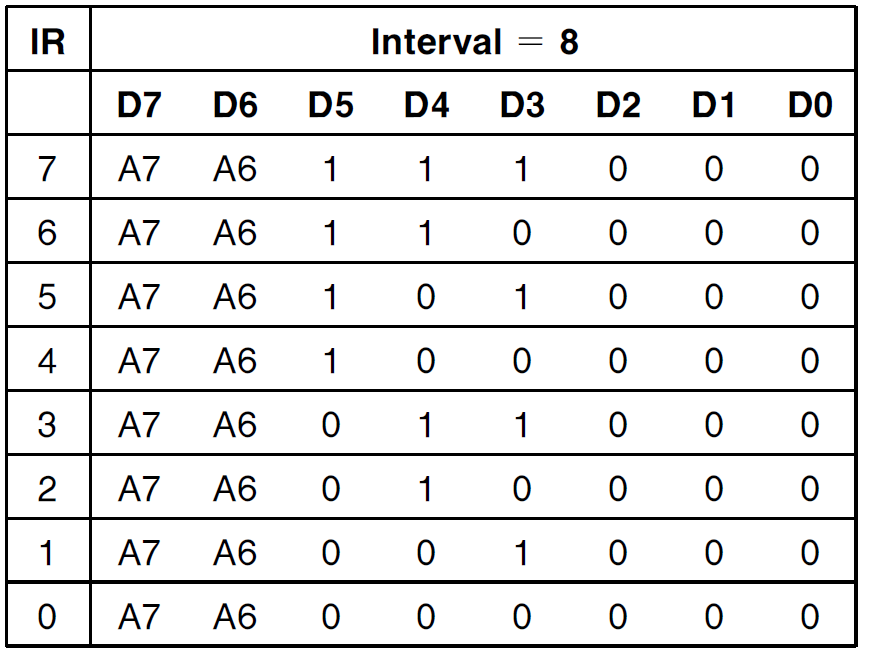 IR Interval = 8
D7 D6 D5 D4 D3 D2 D1 D0
7 A7 A6 1 1 1 0 0 0
6 A7 A6 1 1 0 0 0 0
5 A7 A6 1 0 1 0 0 0
4 A7 A6 1 0 0 0 0 0
3 A7 A6 0 1 1 0 0 0
2 A7 A6 0 1 0 0 0 0
1 A7 A6 0 0 1 0 0 0
0 A7 A6 0 0 0 0 0 0